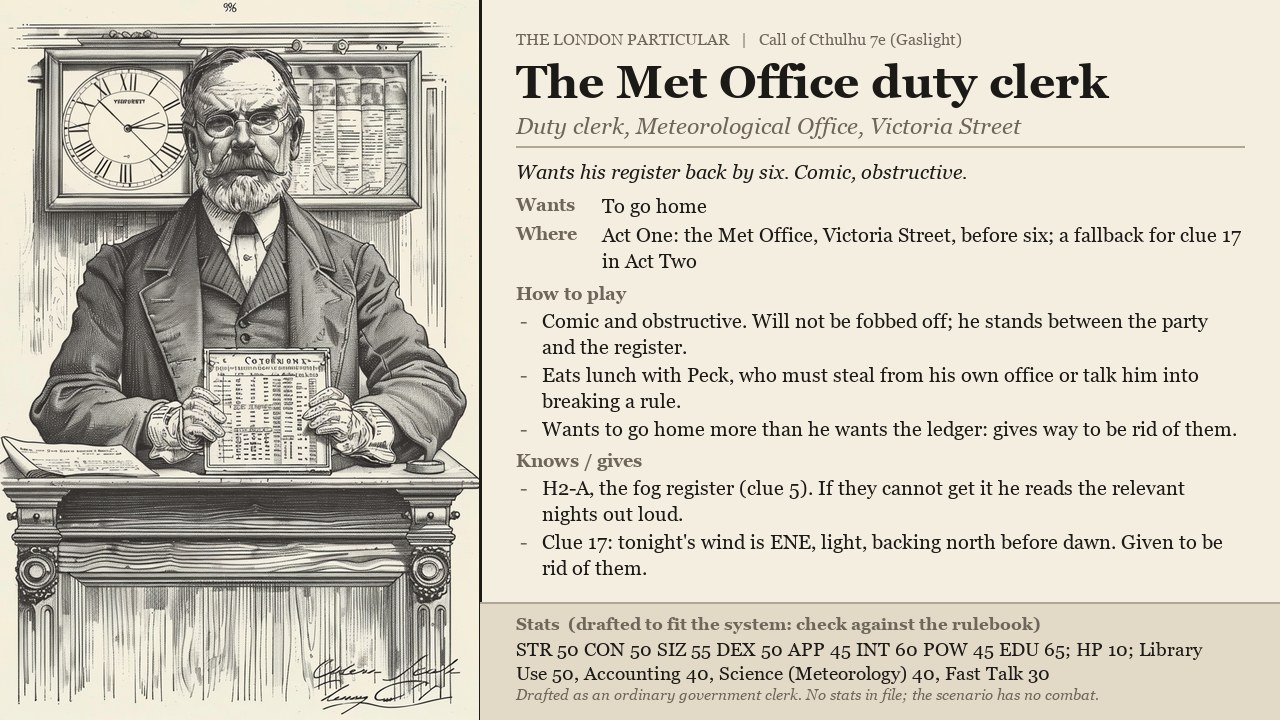 THE LONDON PARTICULAR | Call of Cthulhu 7e (Gaslight)
The Met Office duty clerk
Duty clerk, Meteorological Office, Victoria Street
Wants his register back by six. Comic, obstructive.
Wants To go home
Where Act One: the Met Office, Victoria Street, before six; a fallback for clue 17
in Act Two
How to play
- Comic and obstructive. Will not be fobbed off; he stands between the party
and the register.
- Eats lunch with Peck, who must steal from his own office or talk him into
breaking a rule.
- Wants to go home more than he wants the ledger: gives way to be rid of them.
Knows / gives
- H2-A, the fog register (clue 5). If they cannot get it he reads the relevant
nights out loud.
- Clue 17: tonight's wind is ENE, light, backing north before dawn. Given to be
rid of them.
Stats (drafted to fit the system: check against the rulebook)
STR 50 CON 50 SIZ 55 DEX 50 APP 45 INT 60 POW 45 EDU 65; HP 10; Library
Use 50, Accounting 40, Science (Meteorology) 40, Fast Talk 30
Drafted as an ordinary government clerk. No stats in file; the scenario has no combat.